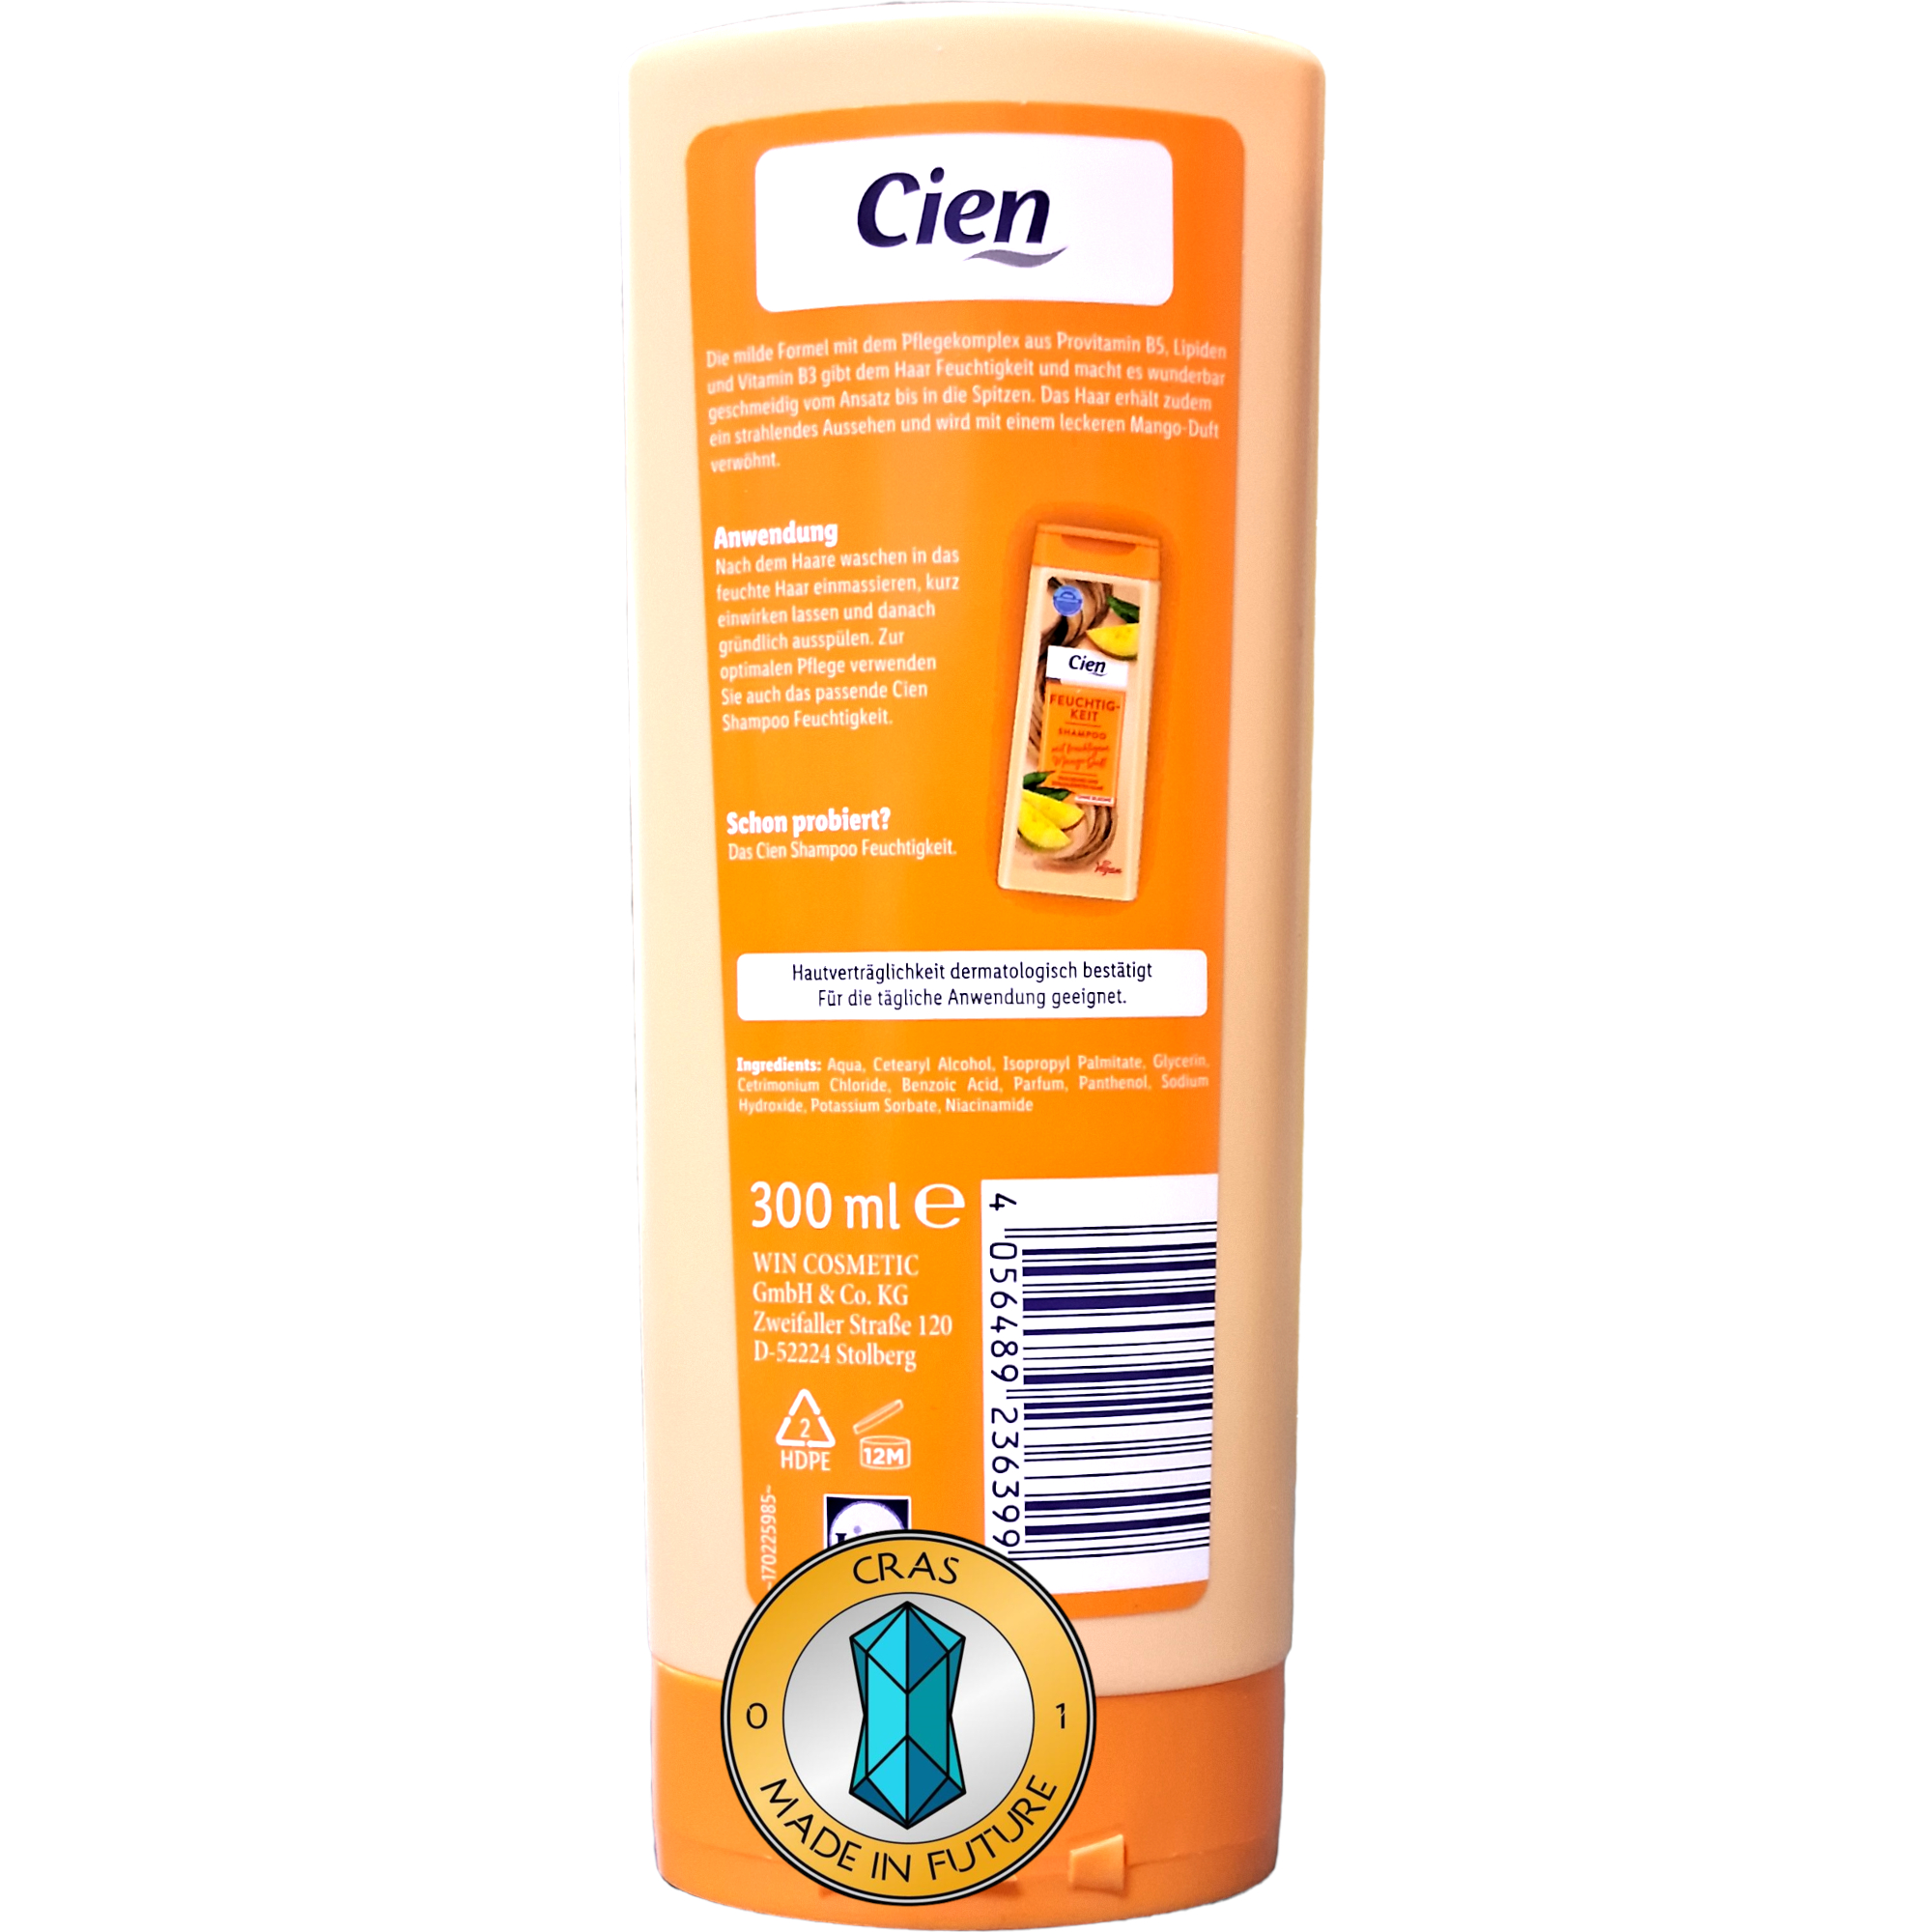 Cien
Die milde Formel mit dem Pflegekomplex aus Provitamin B5, Lipiden
und Vitamin B3 gibt dem Haar Feuchtigkeit und macht es wunderbar
geschmeidig vom Ansatz bis in die Spitzen. Das Haar erhält zudem
ein strahlendes Aussehen und wird mit einem leckeren Mango-Duft
verwöhnt.
Anwendung
Nach dem Haare waschen in das
feuchte Haar einmassieren, kurz
einwirken lassen und danach
gründlich ausspülen. Zur
optimalen Pflege verwenden
Sie auch das passende Cien
Shampoo Feuchtigkeit.
Cien
FEUCHTIG-
KEIT
SHAMPOO
mit fruchtigem
Mango-Duft
Vegan
Schon probiert?
Das Cien Shampoo Feuchtigkeit.
Hautverträglichkeit dermatologisch bestätigt
Für die tägliche Anwendung geeignet.
Ingredients: Aqua, Cetearyl Alcohol, Isopropyl Palmitate, Glycerin,
Cetrimonium Chloride, Benzoic Acid, Parfum, Panthenol, Sodium
Hydroxide, Potassium Sorbate, Niacinamide
300 ml e
WIN COSMETIC
GmbH & Co. KG
Zweifaller Straße 120
D-52224 Stolberg
2
HDPE
12M
-170225985-
4 056489 236399
CRAS
0 1
MADE IN FUTURE